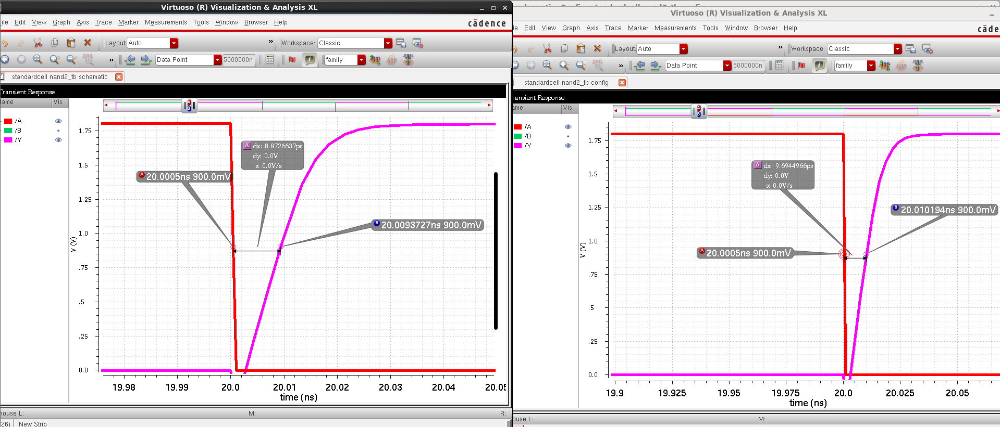 Virtuoso (R) Visualization & Analysis XL
ile Edit View Graph Axis Trace Marker Measurements Tools Window Browser Help
cādence
Layout: Auto » Workspace: Classic
» Data Point 5000000n family
standardcell nand2_tb schematic
Transient Response
Name Vis
/A
/B
/Y
A 20.0005ns 900.0mV
Δ dx: 8.8726637ps
dy: 0.0V
s: 0.0V/s
B 20.0093727ns 900.0mV
V (V)
1.75
1.5
1.25
1.0
.75
.5
.25
0.0
19.98 19.99 20.0 20.01 20.02 20.03 20.04 20.05
time (ns)
mouse L: M: R:
(26) New Strip
Virtuoso (R) Visualization & Analysis XL
le Edit View Graph Axis Trace Marker Measurements Tools Window Browser Help
cāde
Layout: Auto » Workspace: Classic
» Data Point 5000000n family
standardcell nand2_tb config
ransient Response
ame Vis
/A
/B
/Y
Δ dx: 9.6944966ps
dy: 0.0V
s: 0.0V/s
B 20.010194ns 900.0mV
A 20.0005ns 900.0mV
V (V)
1.75
1.5
1.25
1.0
.75
.5
.25
0.0
19.9 19.925 19.95 19.975 20.0 20.025 20.05
time (ns)
ouse L: M: